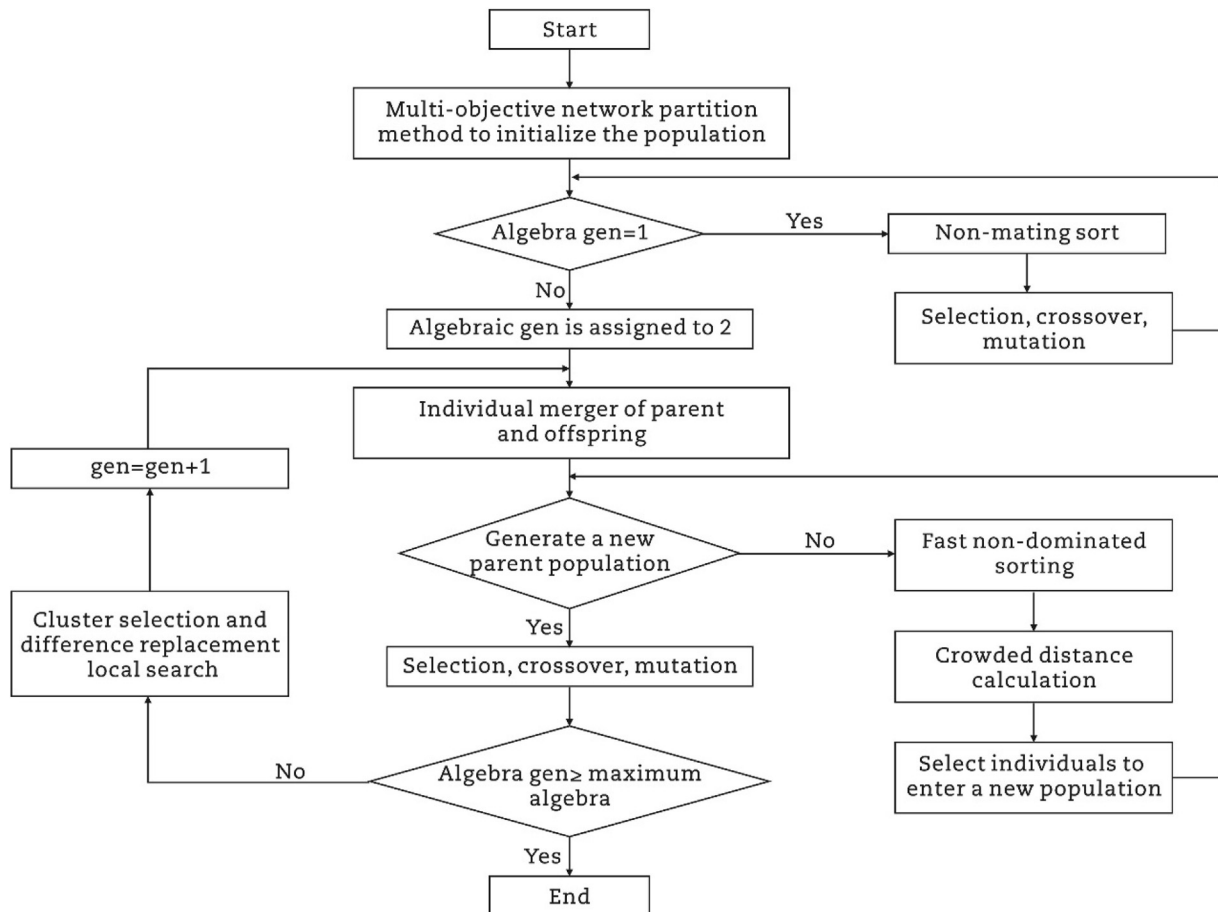 Start
Multi-objective network partition
method to initialize the population
Algebra gen=1
Yes
Non-mating sort
No
Selection, crossover,
mutation
Algebraic gen is assigned to 2
Individual merger of parent
and offspring
gen=gen+1
Generate a new
parent population
No
Fast non-dominated
sorting
Cluster selection and
difference replacement
local search
Yes
Selection, crossover, mutation
Crowded distance
calculation
No
Algebra gen≥ maximum
algebra
Select individuals to
enter a new population
Yes
End